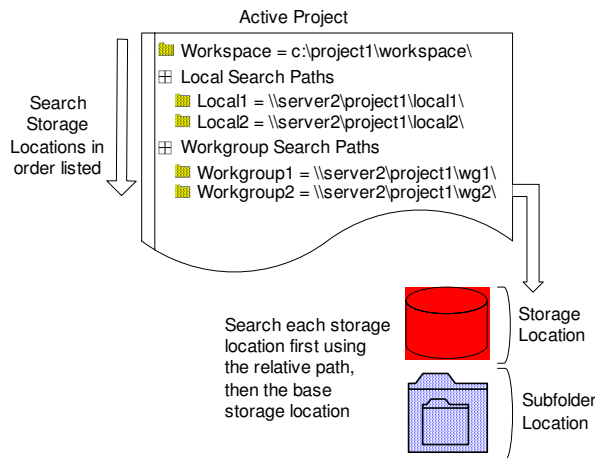 Active Project
Workspace = c:\project1\workspace\
Local Search Paths
Local1 = \\server2\project1\local1\
Local2 = \\server2\project1\local2\
Workgroup Search Paths
Workgroup1 = \\server2\project1\wg1\
Workgroup2 = \\server2\project1\wg2\
Search
Storage
Locations in
order listed
Search each storage
location first using
the relative path,
then the base
storage location
Storage
Location
Subfolder
Location